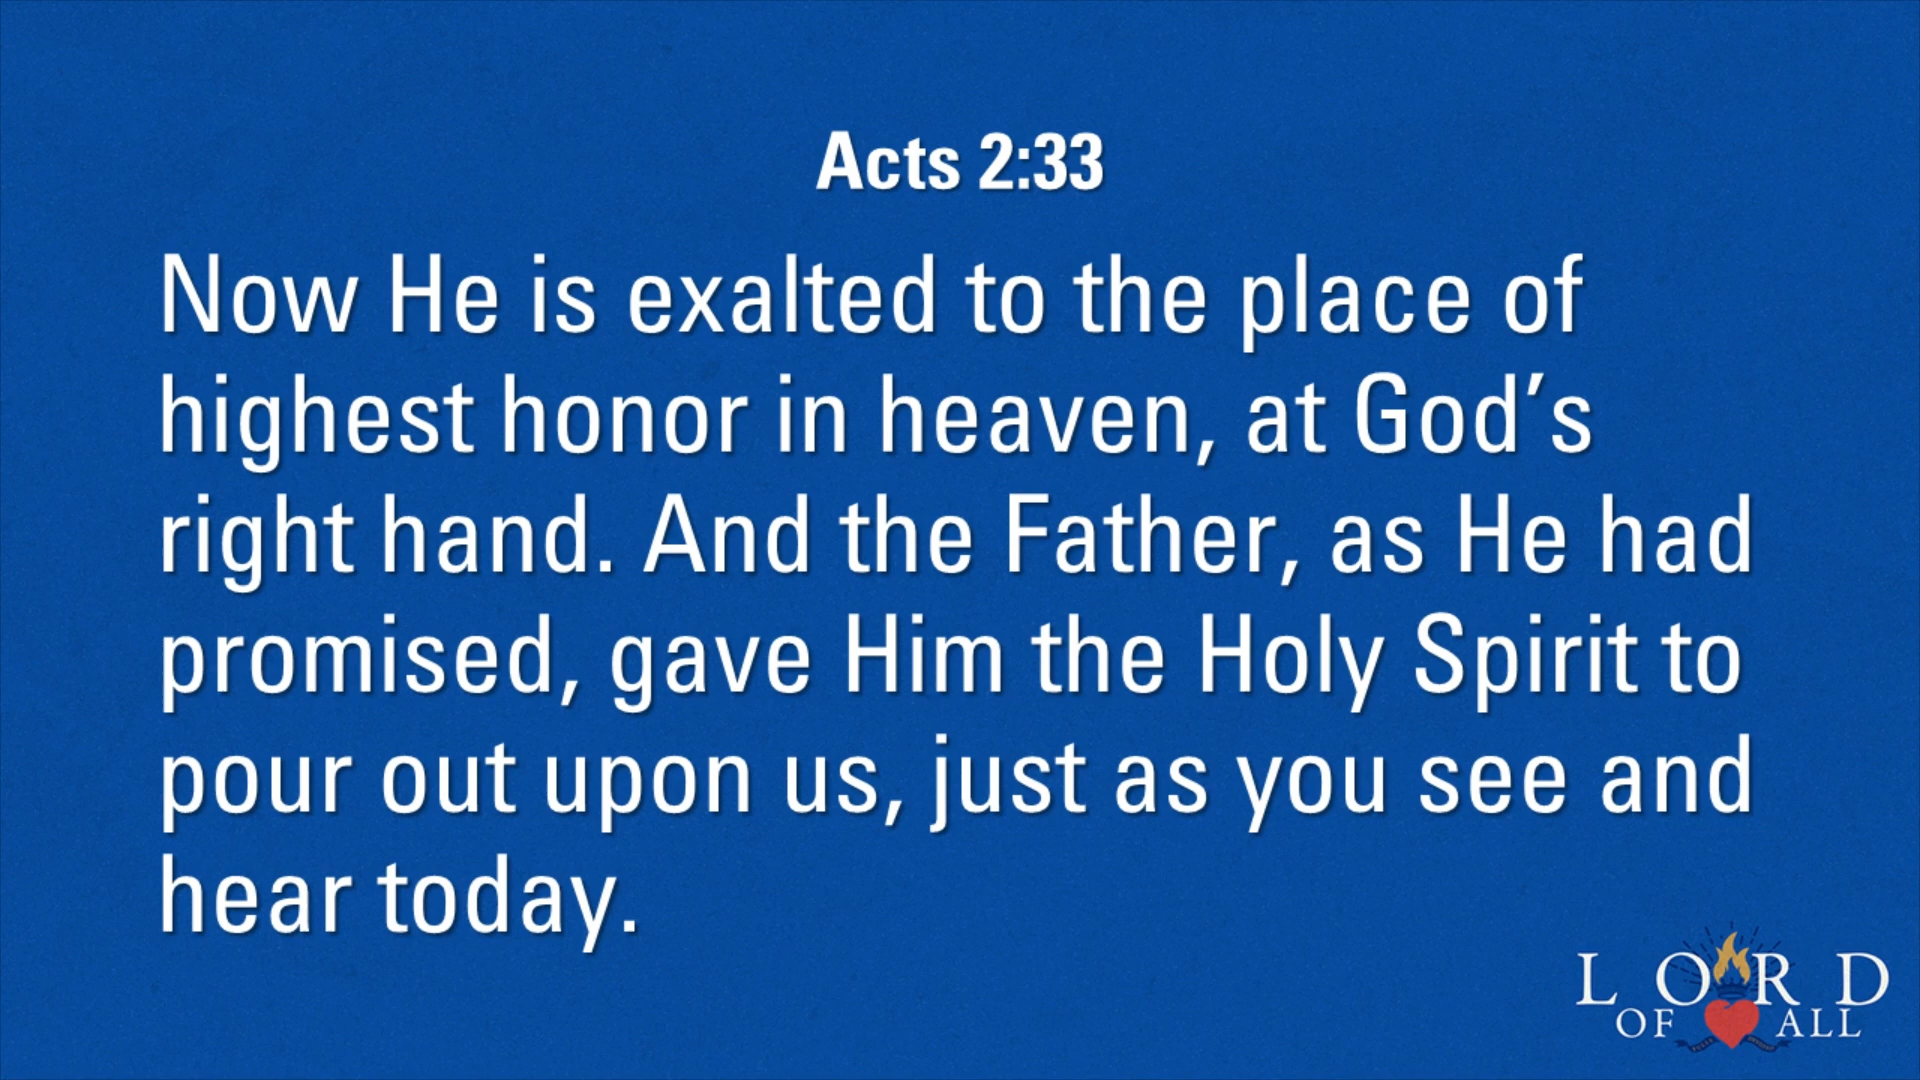 Acts 2:33
Now He is exalted to the place of
highest honor in heaven, at God’s
right hand. And the Father, as He had
promised, gave Him the Holy Spirit to
pour out upon us, just as you see and
hear today.
LORD
OF ALL